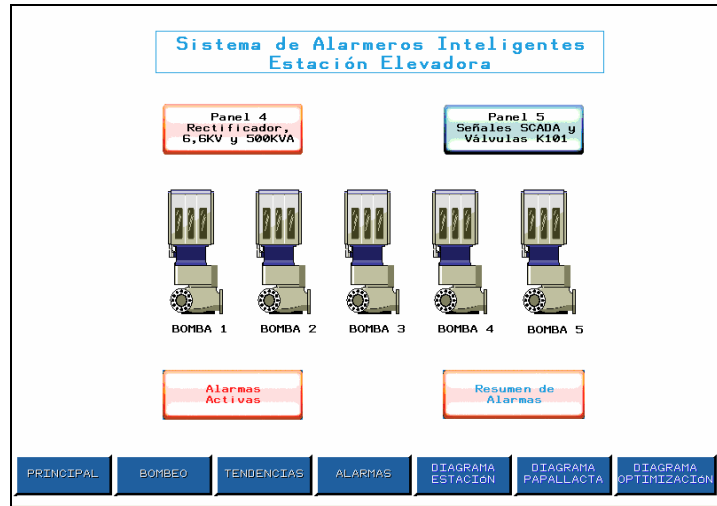 Sistema de Alarmeros Inteligentes
Estación Elevadora
Panel 4
Rectificador,
6,6KV y 500KVA
Panel 5
Señales SCADA y
Válvulas K101
BOMBA 1
BOMBA 2
BOMBA 3
BOMBA 4
BOMBA 5
Alarmas
Activas
Resumen de
Alarmas
PRINCIPAL
BOMBEO
TENDENCIAS
ALARMAS
DIAGRAMA
ESTACIÓN
DIAGRAMA
PAPALLACTA
DIAGRAMA
OPTIMIZACIÓN